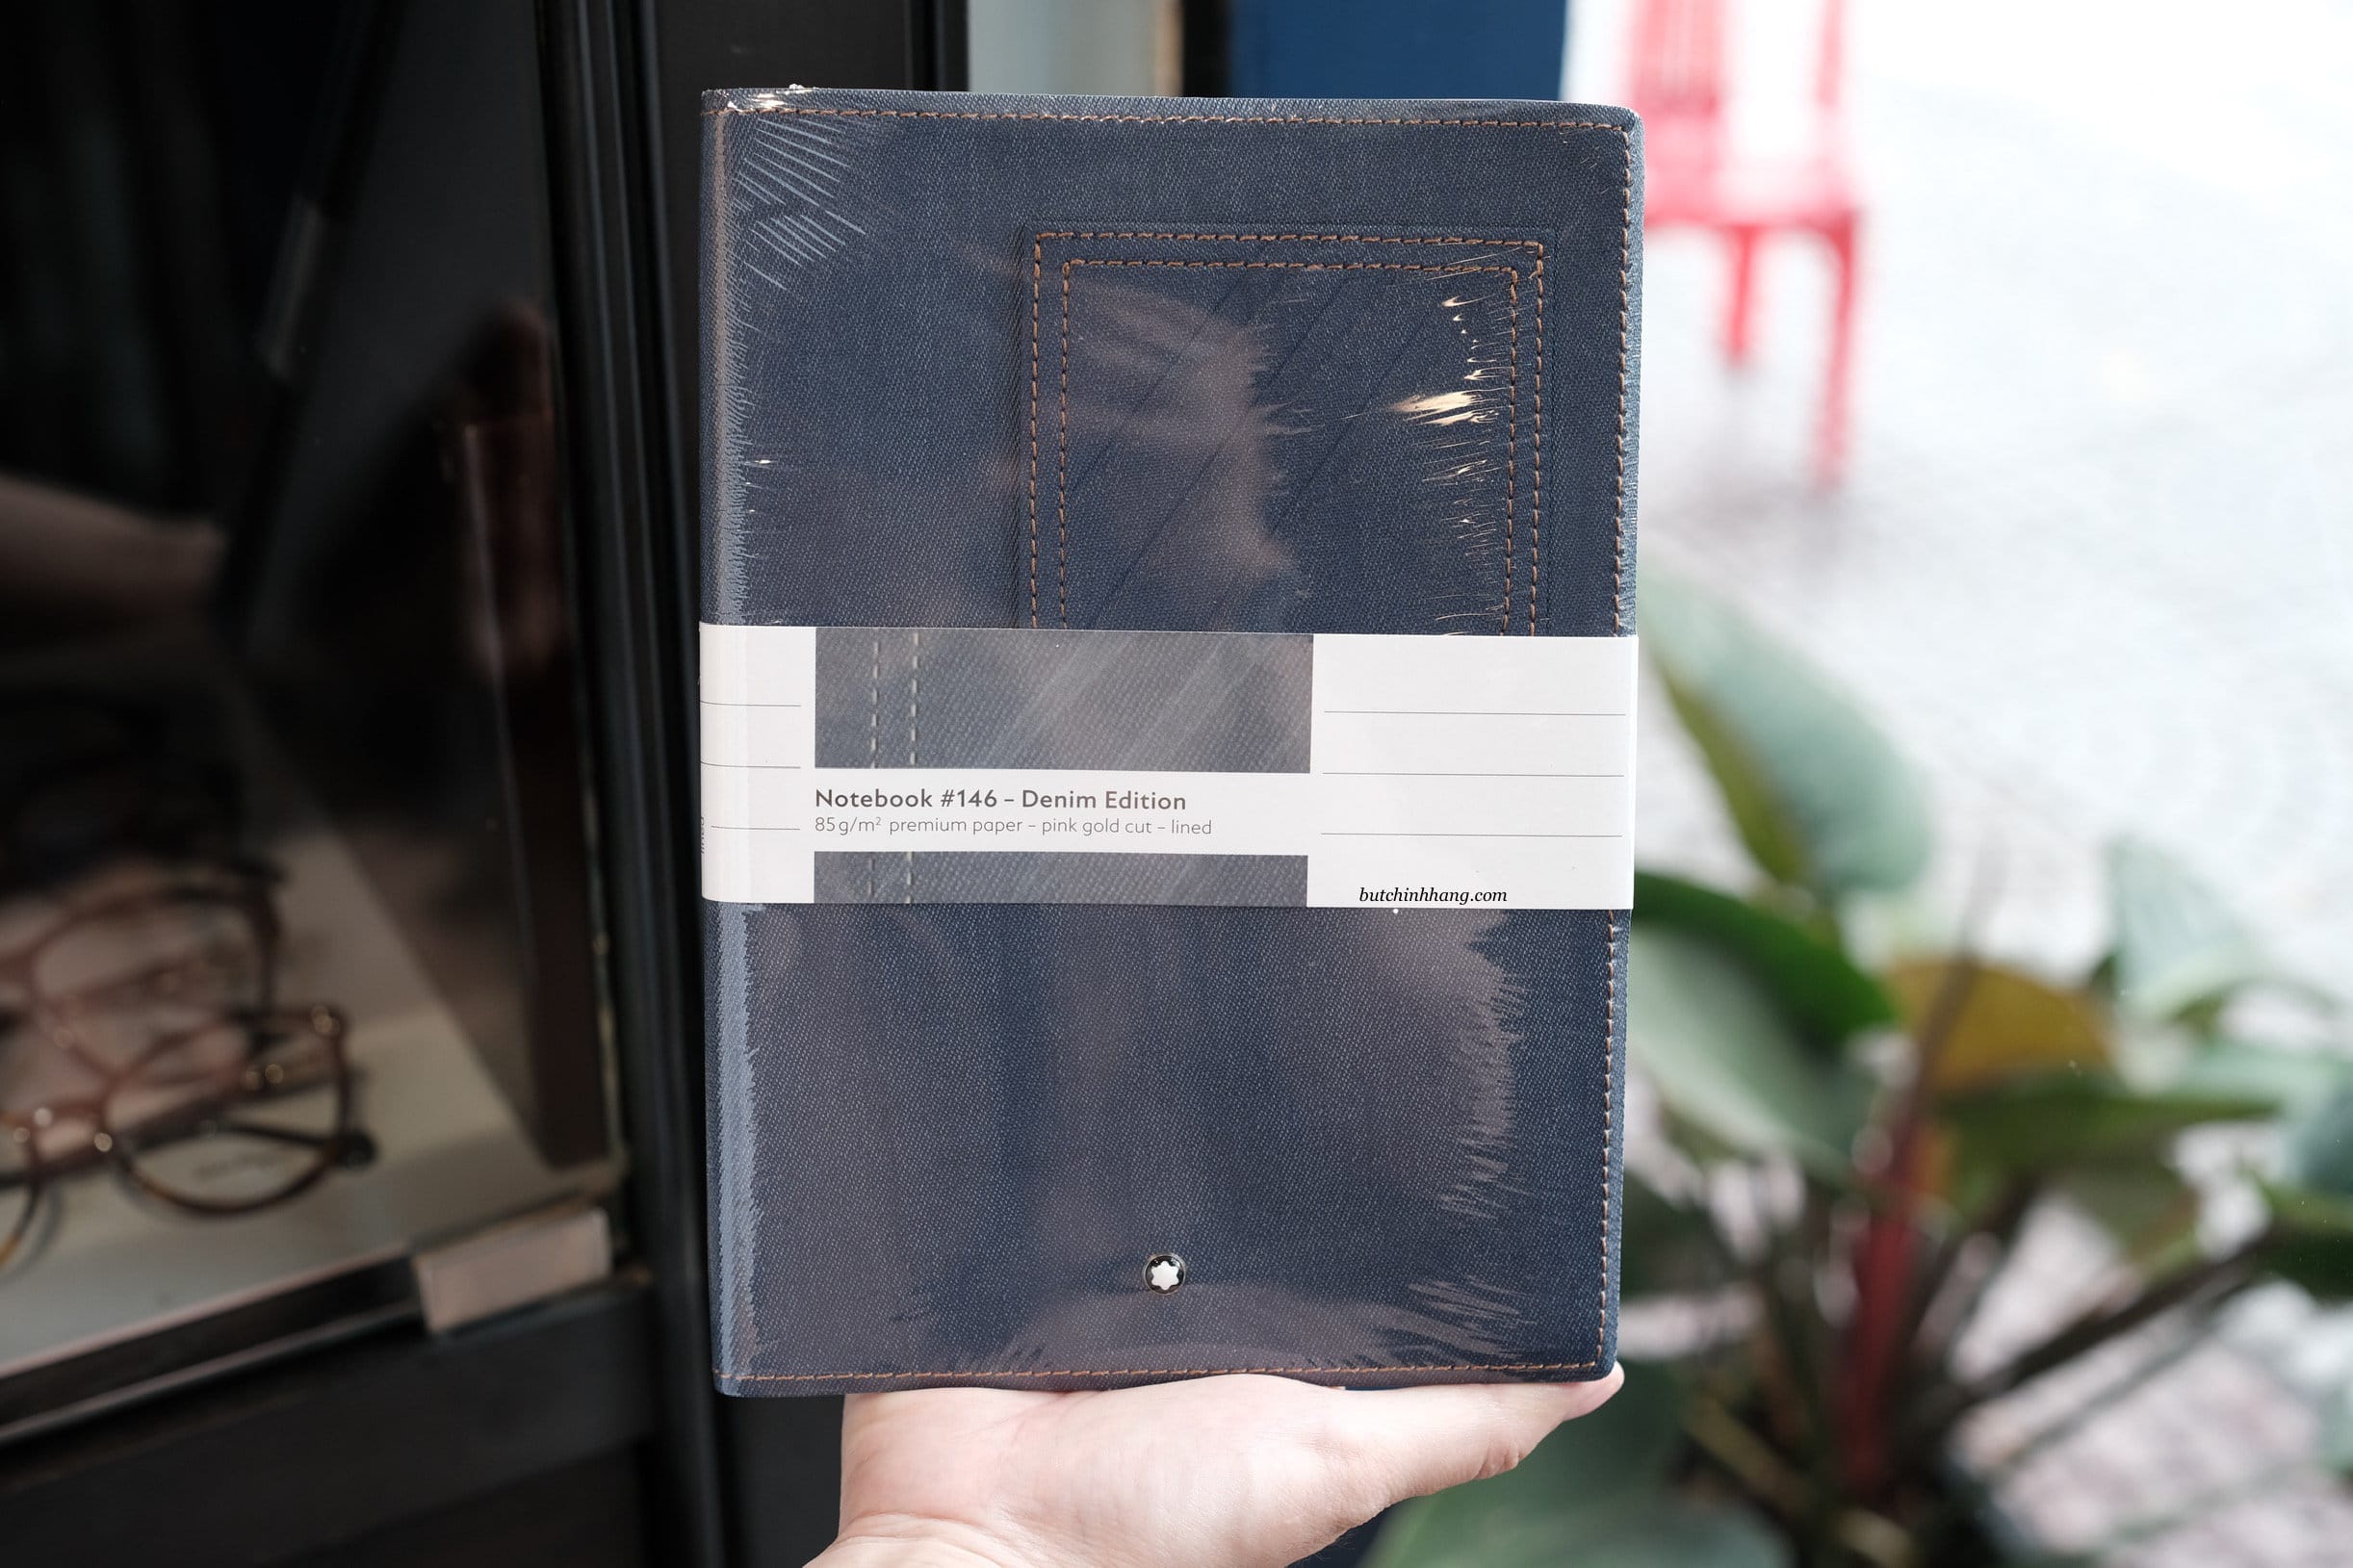 Notebook #146 – Denim Edition
85 g/m² premium paper – pink gold cut – lined
butchinhhang.com